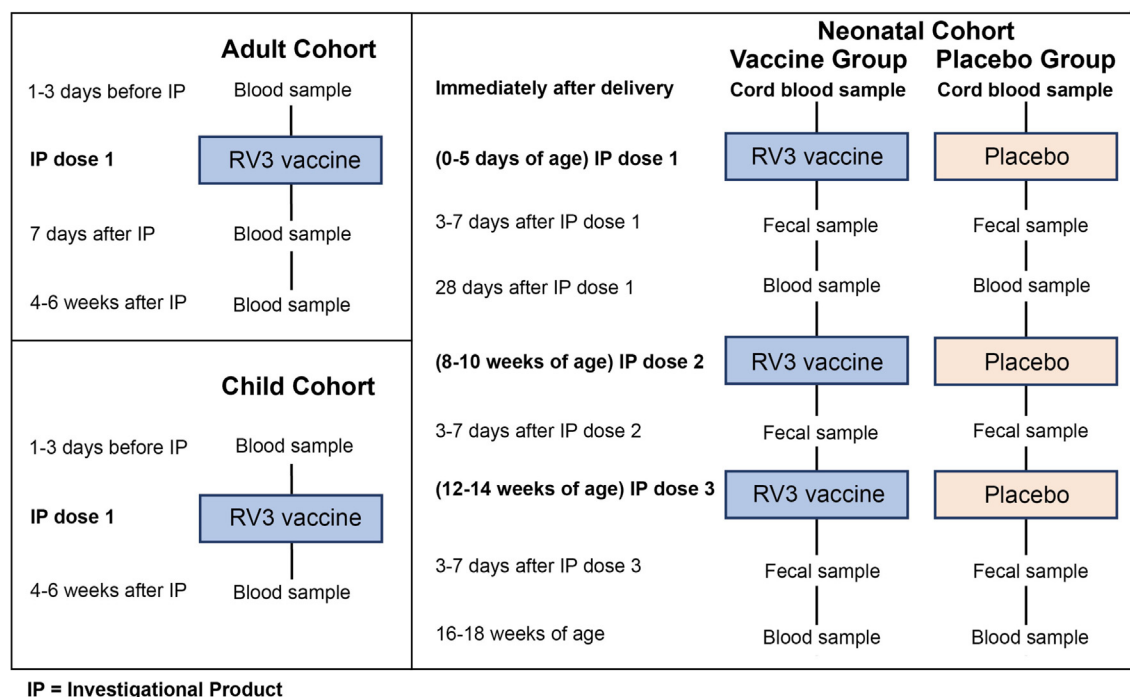 Adult Cohort
1-3 days before IP Blood sample
IP dose 1 RV3 vaccine
7 days after IP Blood sample
4-6 weeks after IP Blood sample
Child Cohort
1-3 days before IP Blood sample
IP dose 1 RV3 vaccine
4-6 weeks after IP Blood sample
Neonatal Cohort
Vaccine Group Placebo Group
Immediately after delivery Cord blood sample Cord blood sample
(0-5 days of age) IP dose 1 RV3 vaccine Placebo
3-7 days after IP dose 1 Fecal sample Fecal sample
28 days after IP dose 1 Blood sample Blood sample
(8-10 weeks of age) IP dose 2 RV3 vaccine Placebo
3-7 days after IP dose 2 Fecal sample Fecal sample
(12-14 weeks of age) IP dose 3 RV3 vaccine Placebo
3-7 days after IP dose 3 Fecal sample Fecal sample
16-18 weeks of age Blood sample Blood sample
IP = Investigational Product